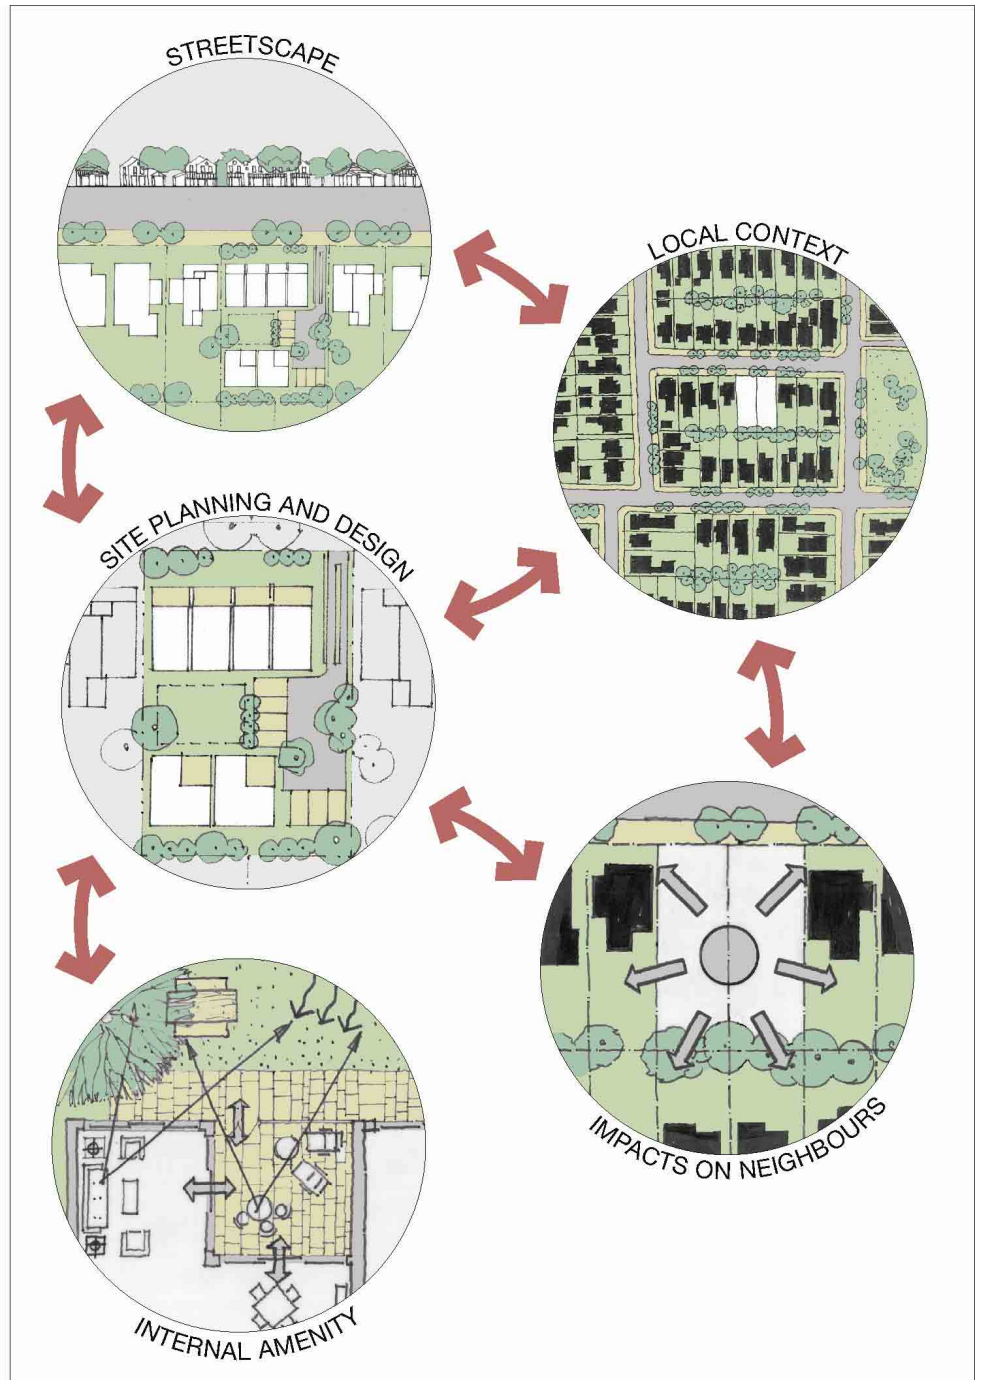 STREETSCAPE
LOCAL CONTEXT
SITE PLANNING AND DESIGN
IMPACTS ON NEIGHBOURS
INTERNAL AMENITY